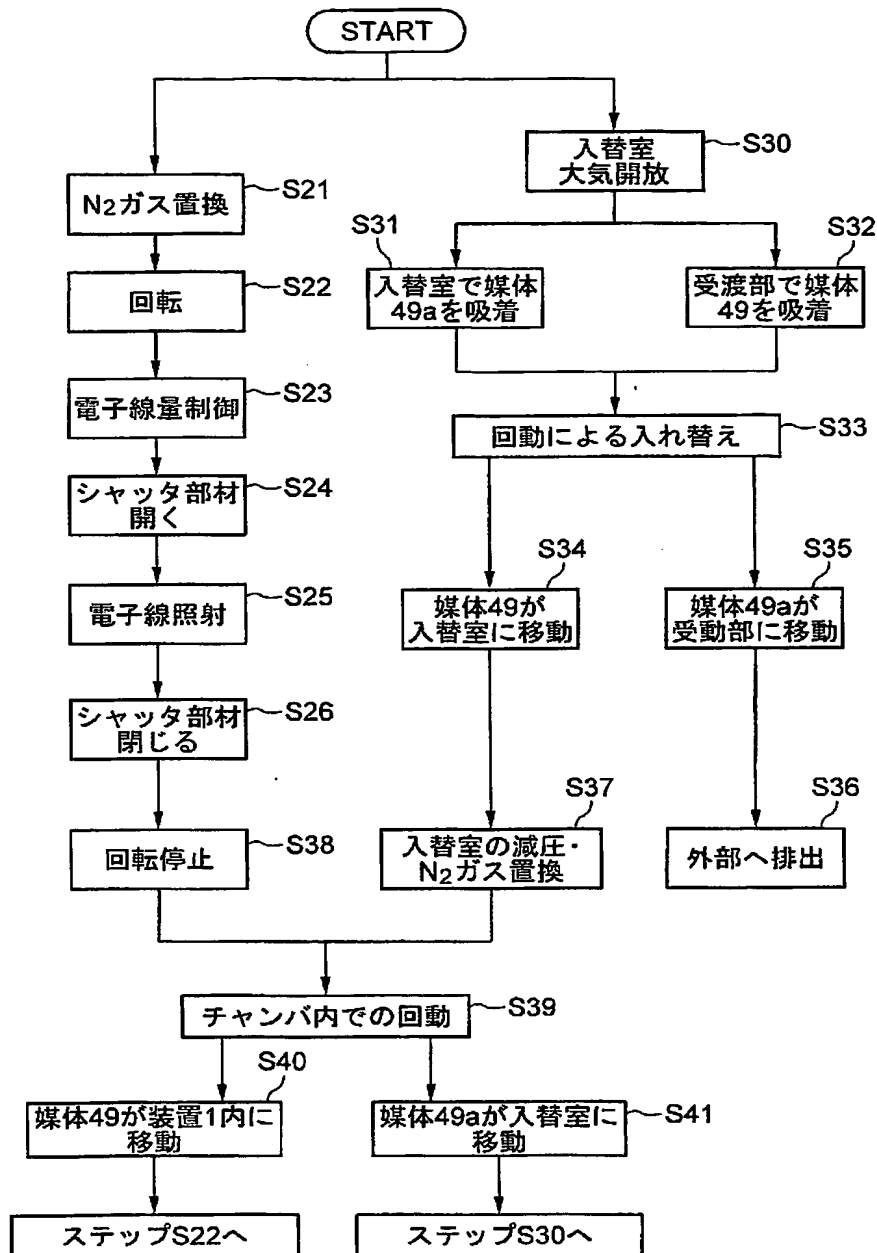 START
N2ガス置換
S21
回転
S22
電子線量制御
S23
シャッタ部材
開く
S24
電子線照射
S25
シャッタ部材
閉じる
S26
回転停止
S38
入替室
大気開放
S30
S31
入替室で媒体
49aを吸着
S32
受渡部で媒体
49を吸着
回動による入れ替え
S33
S34
媒体49が
入替室に移動
S35
媒体49aが
受動部に移動
S37
入替室の減圧・
N2ガス置換
S36
外部へ排出
チャンバ内での回動
S39
S40
媒体49が装置1内に
移動
媒体49aが入替室に
移動
S41
ステップS22へ
ステップS30へ